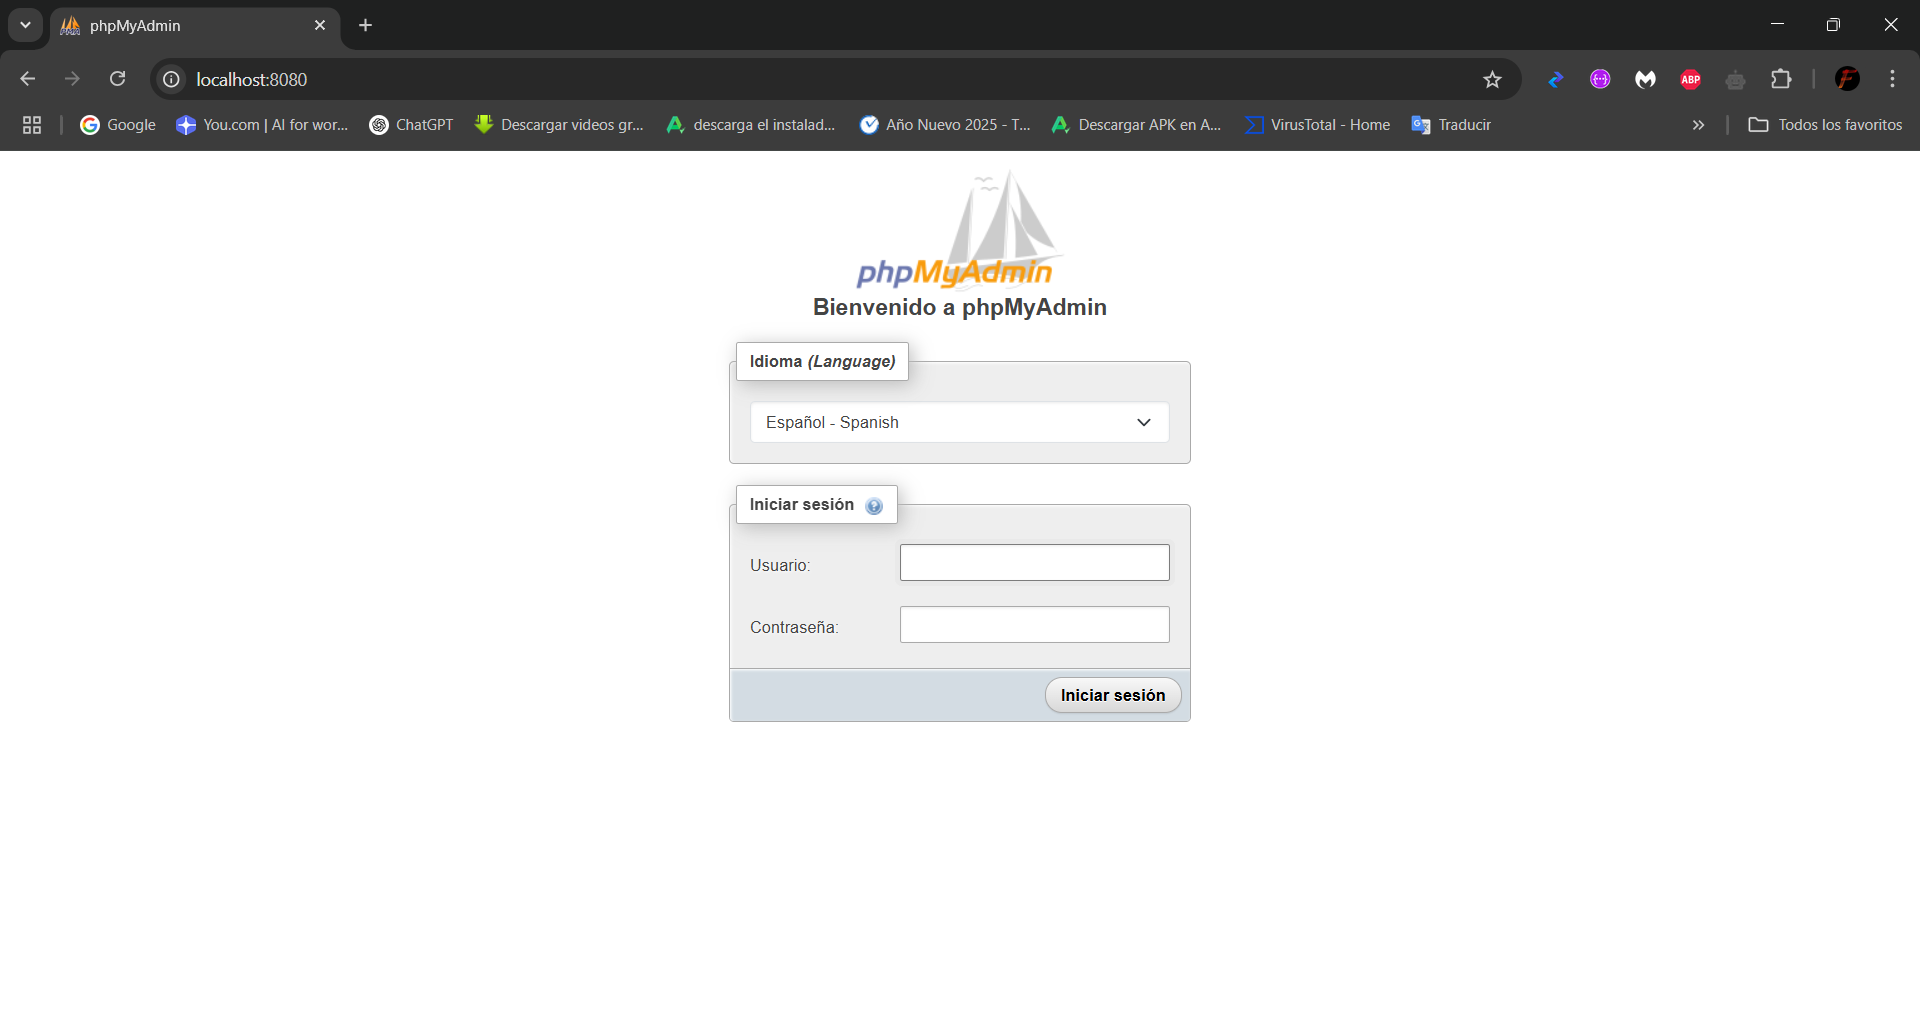 phpMyAdmin
localhost:8080
ABP
Google
You.com | AI for wor...
ChatGPT
Descargar videos gr...
descarga el instalad...
Año Nuevo 2025 - T...
Descargar APK en A...
VirusTotal - Home
Traducir
Todos los favoritos
phpMyAdmin
Bienvenido a phpMyAdmin
Idioma (Language)
Español - Spanish
Iniciar sesión
Usuario:
Contraseña:
Iniciar sesión